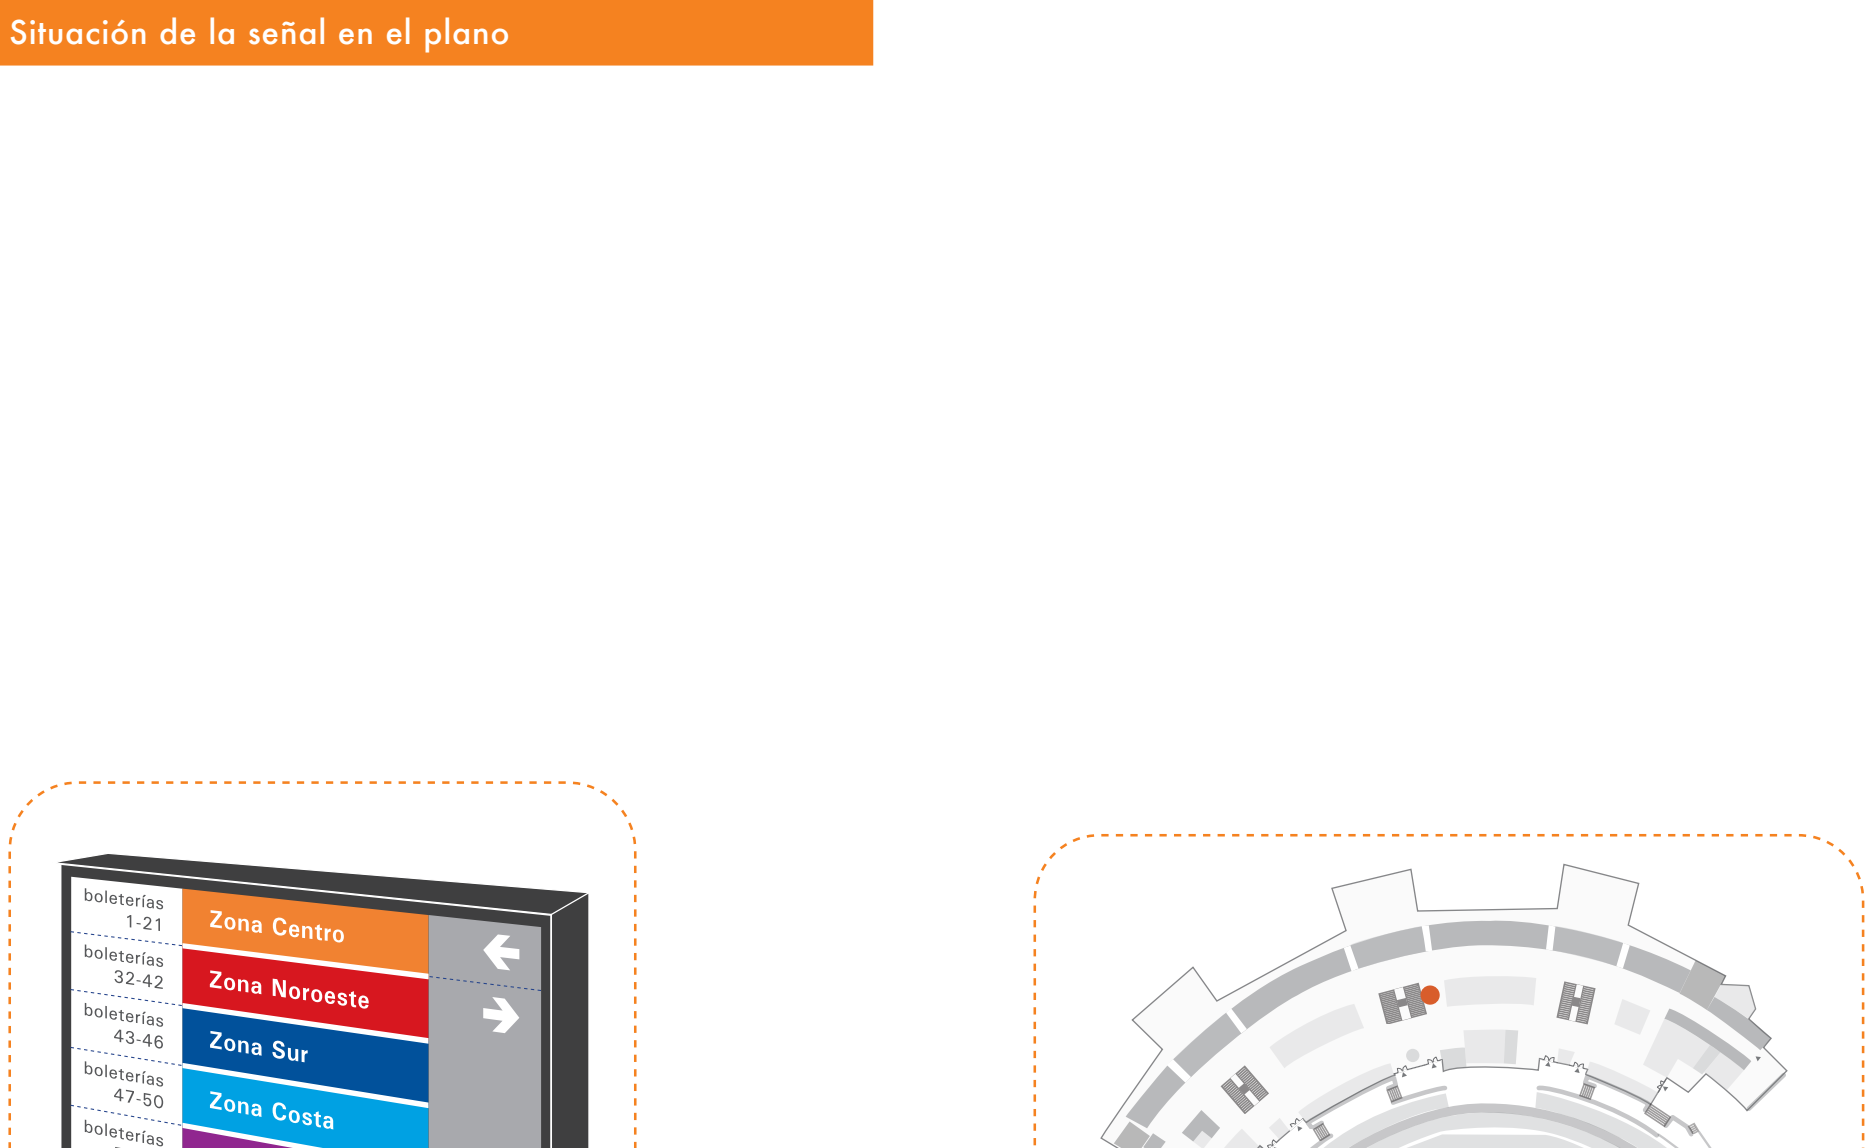 Situación de la señal en el plano
boleterías
1-21
Zona Centro
boleterías
32-42
Zona Noroeste
boleterías
43-46
Zona Sur
boleterías
47-50
Zona Costa
boleterías